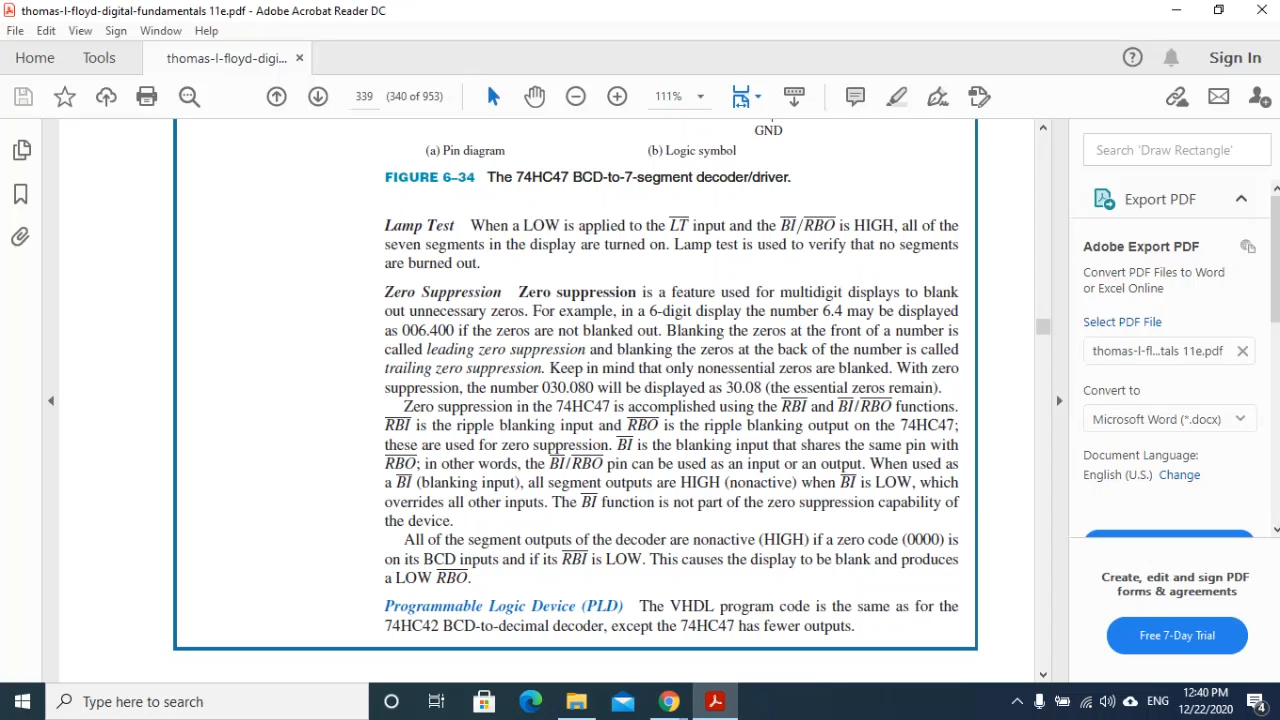 thomas-l-floyd-digital-fundamentals 11e.pdf - Adobe Acrobat Reader DC
File Edit View Sign Window Help
Home Tools thomas-l-floyd-digi... ×
Sign In
339 (340 of 953) 111%
GND
(a) Pin diagram (b) Logic symbol
FIGURE 6–34 The 74HC47 BCD-to-7-segment decoder/driver.
Lamp Test When a LOW is applied to the L̅T̅ input and the B̅I̅/R̅B̅O̅ is HIGH, all of the
seven segments in the display are turned on. Lamp test is used to verify that no segments
are burned out.
Zero Suppression Zero suppression is a feature used for multidigit displays to blank
out unnecessary zeros. For example, in a 6-digit display the number 6.4 may be displayed
as 006.400 if the zeros are not blanked out. Blanking the zeros at the front of a number is
called leading zero suppression and blanking the zeros at the back of the number is called
trailing zero suppression. Keep in mind that only nonessential zeros are blanked. With zero
suppression, the number 030.080 will be displayed as 30.08 (the essential zeros remain).
Zero suppression in the 74HC47 is accomplished using the R̅B̅I̅ and B̅I̅/R̅B̅O̅ functions.
R̅B̅I̅ is the ripple blanking input and R̅B̅O̅ is the ripple blanking output on the 74HC47;
these are used for zero suppression. B̅I̅ is the blanking input that shares the same pin with
R̅B̅O̅; in other words, the B̅I̅/R̅B̅O̅ pin can be used as an input or an output. When used as
a B̅I̅ (blanking input), all segment outputs are HIGH (nonactive) when B̅I̅ is LOW, which
overrides all other inputs. The B̅I̅ function is not part of the zero suppression capability of
the device.
All of the segment outputs of the decoder are nonactive (HIGH) if a zero code (0000) is
on its BCD inputs and if its R̅B̅I̅ is LOW. This causes the display to be blank and produces
a LOW R̅B̅O̅.
Programmable Logic Device (PLD) The VHDL program code is the same as for the
74HC42 BCD-to-decimal decoder, except the 74HC47 has fewer outputs.
Search 'Draw Rectangle'
Export PDF
Adobe Export PDF
Convert PDF Files to Word
or Excel Online
Select PDF File
thomas-l-fl...tals 11e.pdf
Convert to
Microsoft Word (*.docx)
Document Language:
English (U.S.) Change
Create, edit and sign PDF
forms & agreements
Free 7-Day Trial
Type here to search
ENG
12:40 PM
12/22/2020
4